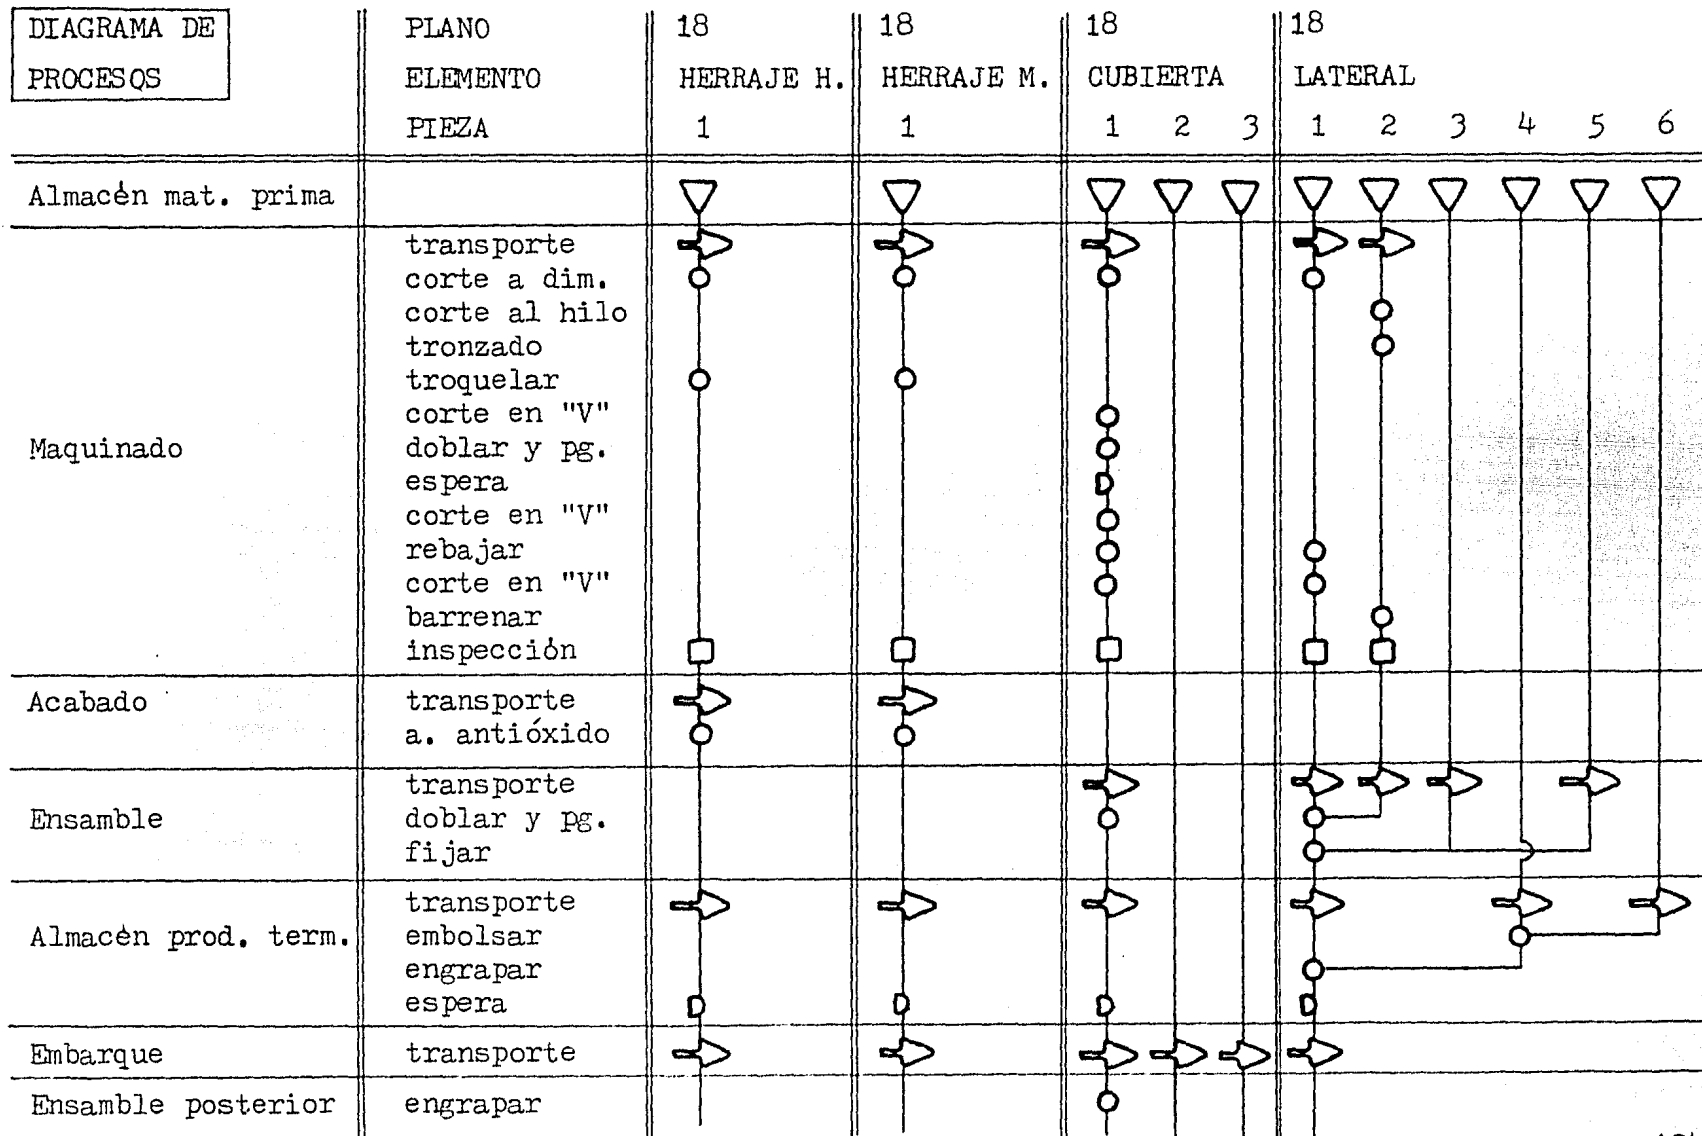 DIAGRAMA DE PLANO 18 18 18 18
PROCESOS ELEMENTO HERRAJE H. HERRAJE M. CUBIERTA LATERAL
PIEZA 1 1 1 2 3 1 2 3 4 5 6
Almacén mat. prima
transporte
corte a dim.
corte al hilo
tronzado
troquelar
corte en "V"
Maquinado doblar y pg.
espera
corte en "V"
rebajar
corte en "V"
barrenar
inspección
Acabado transporte
a. antióxido
transporte
Ensamble doblar y pg.
fijar
transporte
Almacén prod. term. embolsar
engrapar
espera
Embarque transporte
Ensamble posterior engrapar